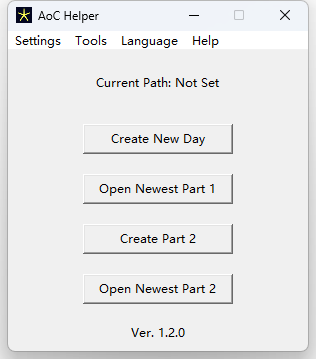 AoC Helper
Settings Tools Language Help
Current Path: Not Set
Create New Day
Open Newest Part 1
Create Part 2
Open Newest Part 2
Ver. 1.2.0